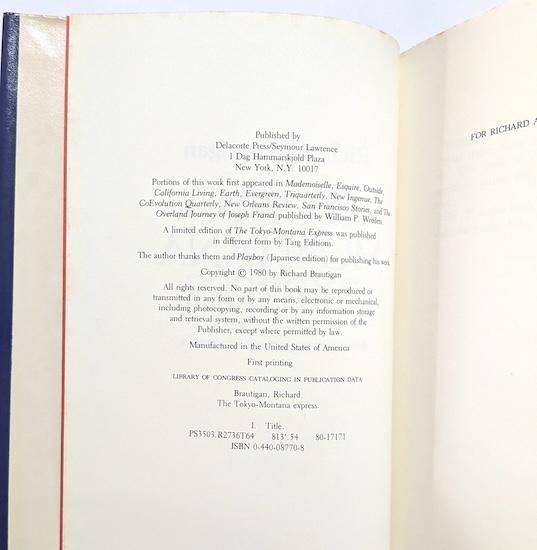 Published by
Delacorte Press/Seymour Lawrence
1 Dag Hammarskjold Plaza
New York, N.Y. 10017
Portions of this work first appeared in Mademoiselle, Esquire, Outside,
California Living, Earth, Evergreen, Triquarterly, New Ingenue, The
CoEvolution Quarterly, New Orleans Review, San Francisco Stories, and The
Overland Journey of Joseph Francl published by William P. Wreden.
A limited edition of The Tokyo-Montana Express was published
in different form by Targ Editions.
The author thanks them and Playboy (Japanese edition) for publishing his work
Copyright © 1980 by Richard Brautigan
All rights reserved. No part of this book may be reproduced or
transmitted in any form or by any means, electronic or mechanical,
including photocopying, recording or by any information storage
and retrieval system, without the written permission of the
Publisher, except where permitted by law.
Manufactured in the United States of America
First printing
LIBRARY OF CONGRESS CATALOGING IN PUBLICATION DATA
Brautigan, Richard.
The Tokyo-Montana express.
I. Title.
PS3503.R2736T64 813'.54 80-17171
ISBN 0-440-08770-8
FOR RICHARD